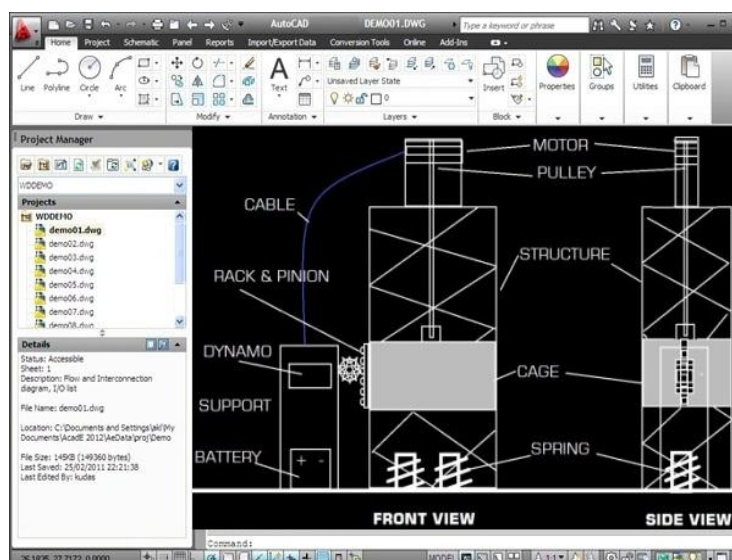 AutoCAD DEMO01.DWG Type a keyword or phrase
Home Project Schematic Panel Reports Import/Export Data Conversion Tools Online Add-Ins
Line Polyline Circle Arc
Text
Unsaved Layer State
0
Insert
Properties
Groups
Utilities
Clipboard
Draw
Modify
Annotation
Layers
Block
Project Manager
WDDEMO
Projects
WDDEMO
demo01.dwg
demo02.dwg
demo03.dwg
demo04.dwg
demo05.dwg
demo06.dwg
demo07.dwg
demo08.dwg
Details
Status: Accessible
Sheet: 1
Description: Flow and Interconnection
diagram, I/O list
File Name: demo01.dwg
Location: C:\Documents and Settings\akl\My
Documents\AcadE 2012\AeData\proj\Demo
File Size: 145KB (149360 bytes)
Last Saved: 25/02/2011 22:21:38
Last Edited By: kudas
MOTOR
PULLEY
CABLE
STRUCTURE
RACK & PINION
DYNAMO
CAGE
SUPPORT
BATTERY
+ -
SPRING
FRONT VIEW
SIDE VIEW
Command:
MODEL
1:1